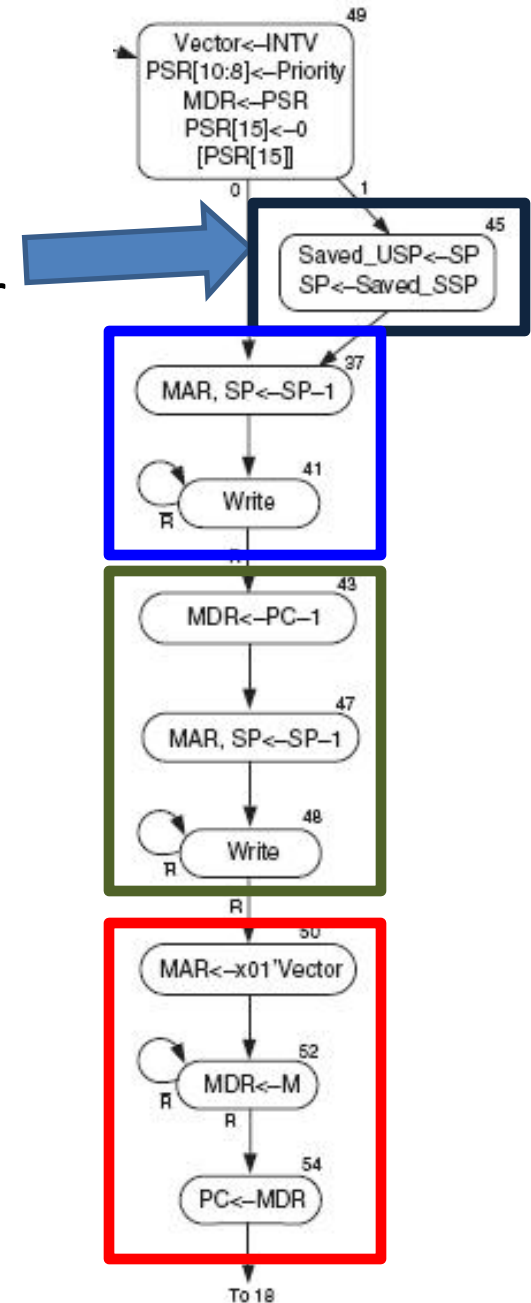 49
Vector<–INTV
PSR[10:8]<–Priority
MDR<–PSR
PSR[15]<–0
[PSR[15]]
0
1
45
Saved_USP<–SP
SP<–Saved_SSP
37
MAR, SP<–SP–1
41
Write
R̅
R
43
MDR<–PC–1
47
MAR, SP<–SP–1
48
Write
R̅
R
50
MAR<–x01'Vector
52
MDR<–M
R̅
R
54
PC<–MDR
To 18